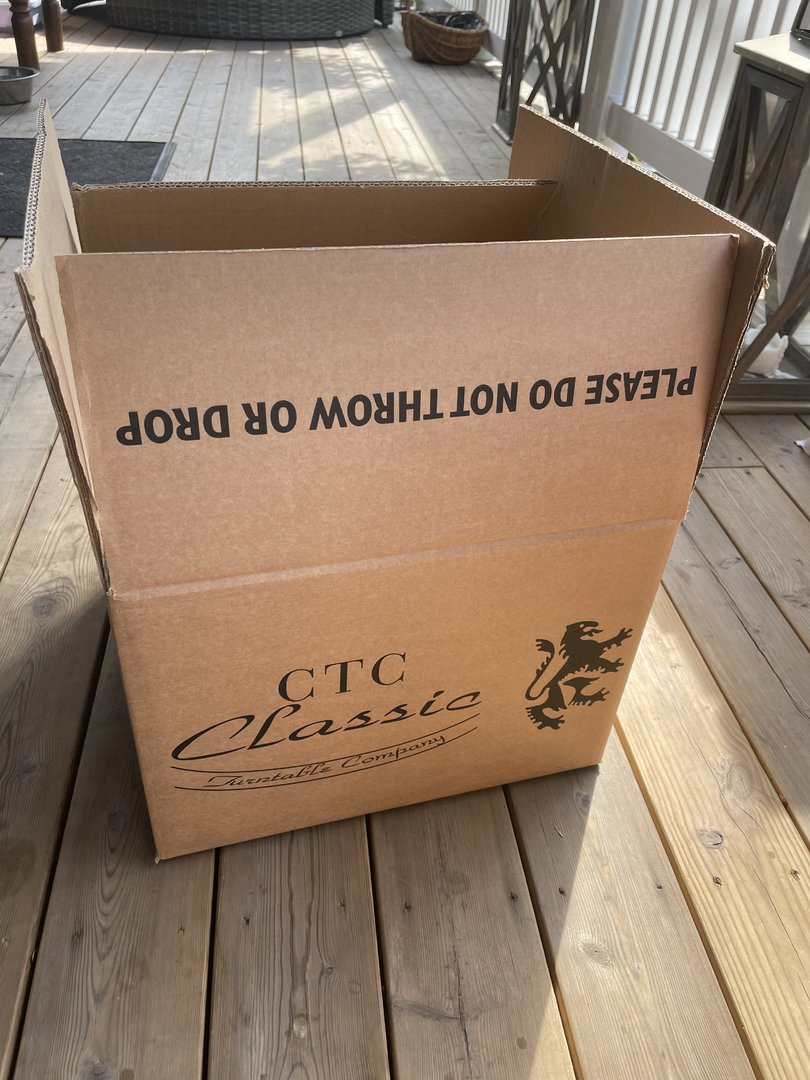 PLEASE DO NOT THROW OR DROP
CTC
Classic
Turntable Company